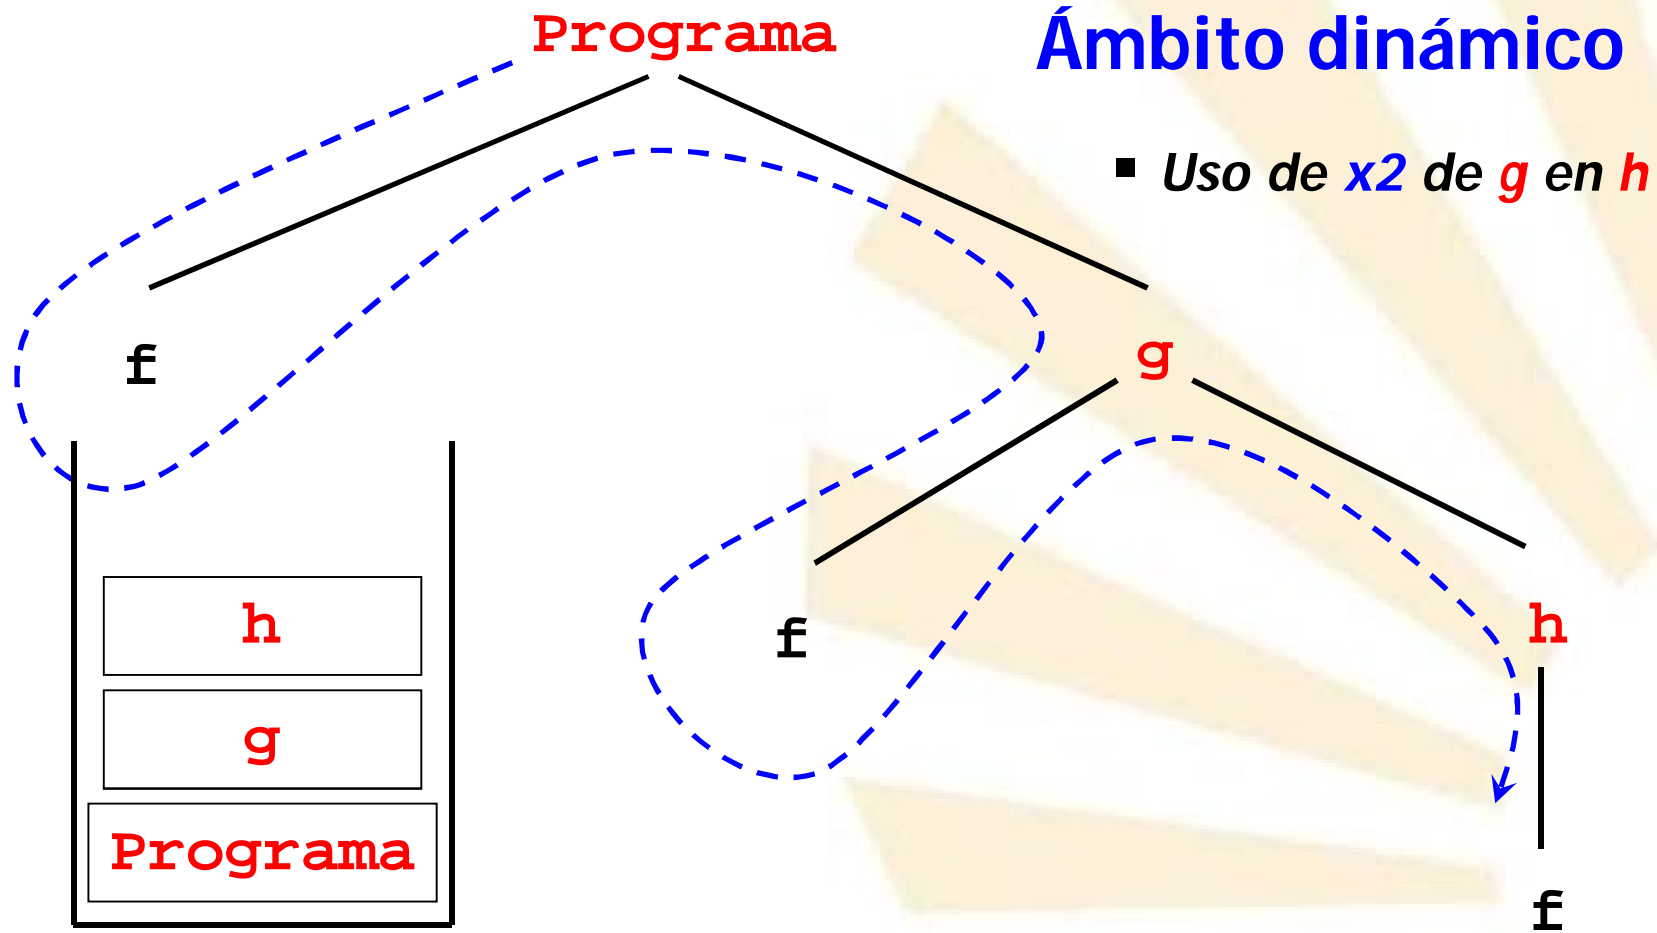 Programa
Ámbito dinámico
Uso de x2 de g en h
f
g
f
h
f
h
g
Programa